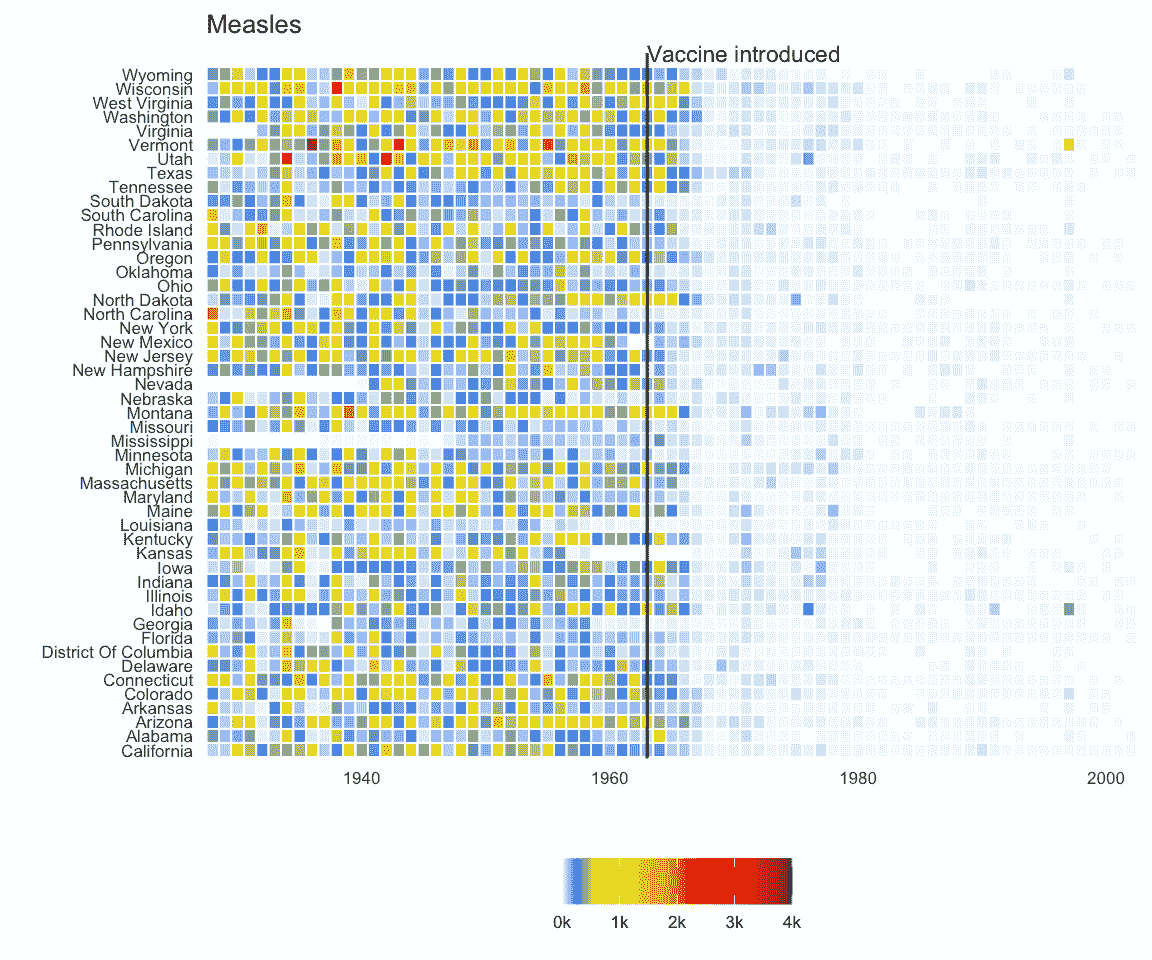 Measles
Vaccine introduced
Wyoming
Wisconsin
West Virginia
Washington
Virginia
Vermont
Utah
Texas
Tennessee
South Dakota
South Carolina
Rhode Island
Pennsylvania
Oregon
Oklahoma
Ohio
North Dakota
North Carolina
New York
New Mexico
New Jersey
New Hampshire
Nevada
Nebraska
Montana
Missouri
Mississippi
Minnesota
Michigan
Massachusetts
Maryland
Maine
Louisiana
Kentucky
Kansas
Iowa
Indiana
Illinois
Idaho
Georgia
Florida
District Of Columbia
Delaware
Connecticut
Colorado
Arkansas
Arizona
Alabama
California
1940 1960 1980 2000
0k 1k 2k 3k 4k